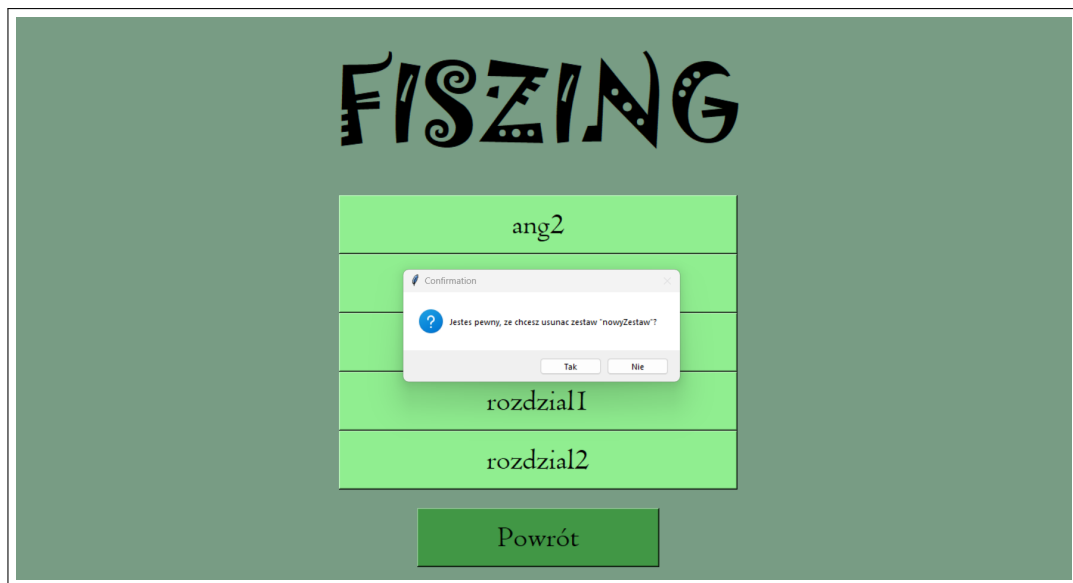 FISZING
ang2
Confirmation
Jestes pewny, ze chcesz usunac zestaw "nowyZestaw"?
Tak Nie
rozdzial1
rozdzial2
Powrót